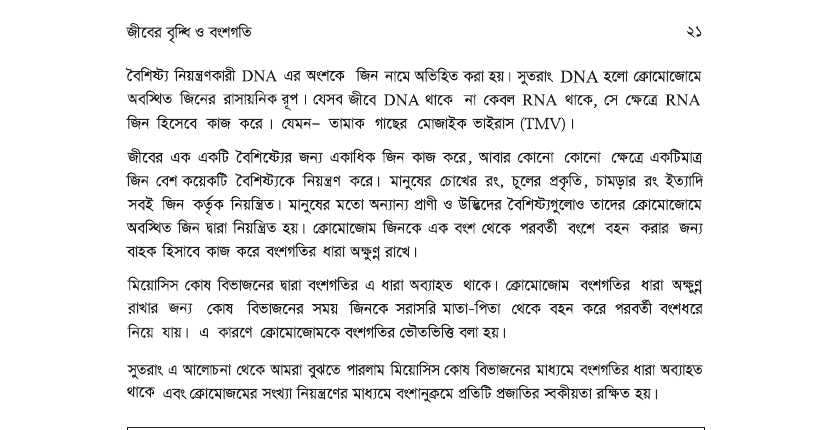 জীবের বৃদ্ধি ও বংশগতি ২১
বৈশিষ্ট্য নিয়ন্ত্রণকারী DNA এর অংশকে জিন নামে অভিহিত করা হয়। সুতরাং DNA হলো ক্রোমোজোমে
অবস্থিত জিনের রাসায়নিক রূপ। যেসব জীবে DNA থাকে না কেবল RNA থাকে, সে ক্ষেত্রে RNA
জিন হিসেবে কাজ করে। যেমন– তামাক গাছের মোজাইক ভাইরাস (TMV)।
জীবের এক একটি বৈশিষ্ট্যের জন্য একাধিক জিন কাজ করে, আবার কোনো কোনো ক্ষেত্রে একটিমাত্র
জিন বেশ কয়েকটি বৈশিষ্ট্যকে নিয়ন্ত্রণ করে। মানুষের চোখের রং, চুলের প্রকৃতি, চামড়ার রং ইত্যাদি
সবই জিন কর্তৃক নিয়ন্ত্রিত। মানুষের মতো অন্যান্য প্রাণী ও উদ্ভিদের বৈশিষ্ট্যগুলোও তাদের ক্রোমোজোমে
অবস্থিত জিন দ্বারা নিয়ন্ত্রিত হয়। ক্রোমোজোম জিনকে এক বংশ থেকে পরবর্তী বংশে বহন করার জন্য
বাহক হিসাবে কাজ করে বংশগতির ধারা অক্ষুণ্ণ রাখে।
মিয়োসিস কোষ বিভাজনের দ্বারা বংশগতির এ ধারা অব্যাহত থাকে। ক্রোমোজোম বংশগতির ধারা অক্ষুণ্ণ
রাখার জন্য কোষ বিভাজনের সময় জিনকে সরাসরি মাতা-পিতা থেকে বহন করে পরবর্তী বংশধরে
নিয়ে যায়। এ কারণে ক্রোমোজোমকে বংশগতির ভৌতভিত্তি বলা হয়।
সুতরাং এ আলোচনা থেকে আমরা বুঝতে পারলাম মিয়োসিস কোষ বিভাজনের মাধ্যমে বংশগতির ধারা অব্যাহত
থাকে এবং ক্রোমোজমের সংখ্যা নিয়ন্ত্রণের মাধ্যমে বংশানুক্রমে প্রতিটি প্রজাতির স্বকীয়তা রক্ষিত হয়।